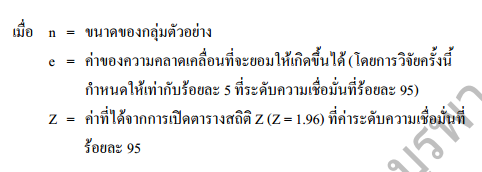 เมื่อ n = ขนาดของกลุ่มตัวอย่าง
e = ค่าของความคลาดเคลื่อนที่จะยอมให้เกิดขึ้นได้ (โดยการวิจัยครั้งนี้
กำหนดให้เท่ากับร้อยละ 5 ที่ระดับความเชื่อมั่นที่ร้อยละ 95)
Z = ค่าที่ได้จากการเปิดตารางสถิติ Z (Z = 1.96) ที่ค่าระดับความเชื่อมั่นที่
ร้อยละ 95